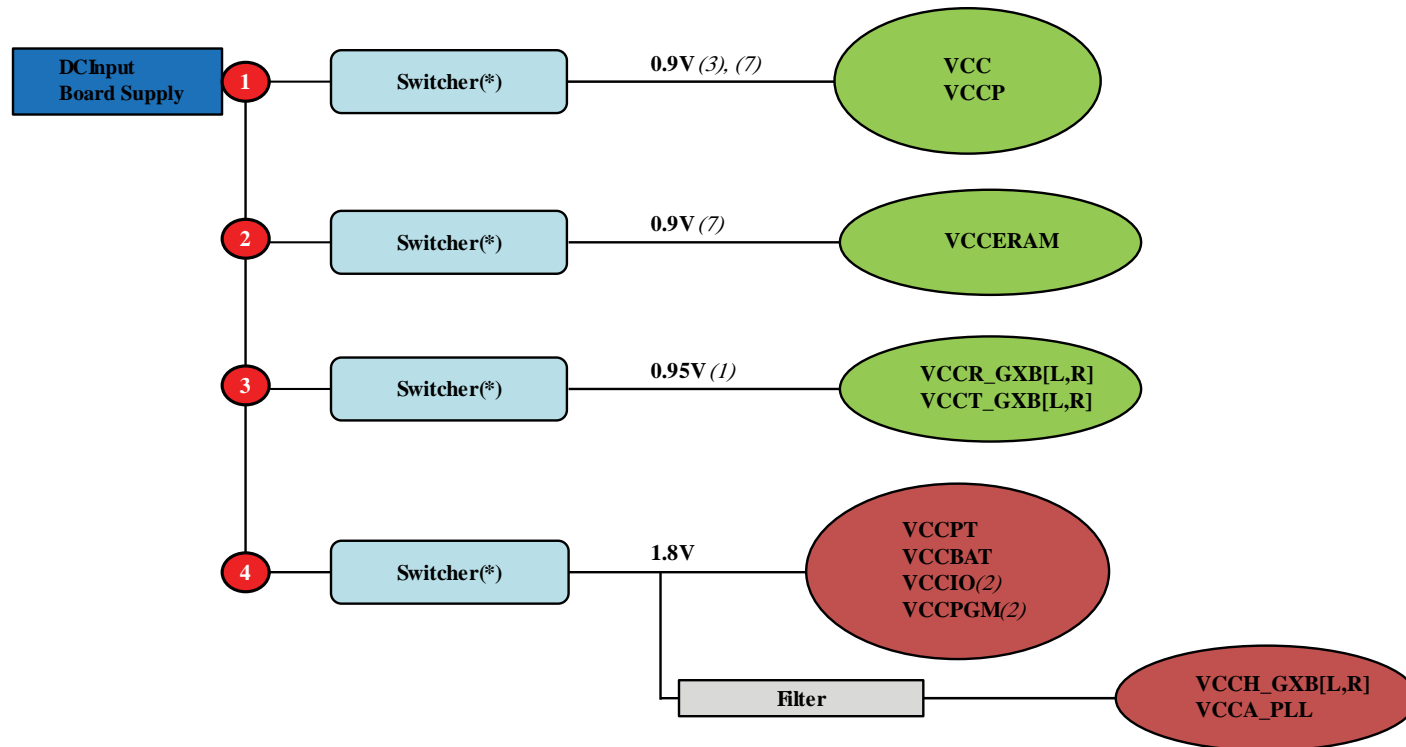 DCInput
Board Supply
1
Switcher(*)
0.9V (3), (7)
VCC
VCCP
2
Switcher(*)
0.9V (7)
VCCERAM
3
Switcher(*)
0.95V (1)
VCCR_GXB[L,R]
VCCT_GXB[L,R]
4
Switcher(*)
1.8V
VCCPT
VCCBAT
VCCIO(2)
VCCPGM(2)
Filter
VCCH_GXB[L,R]
VCCA_PLL